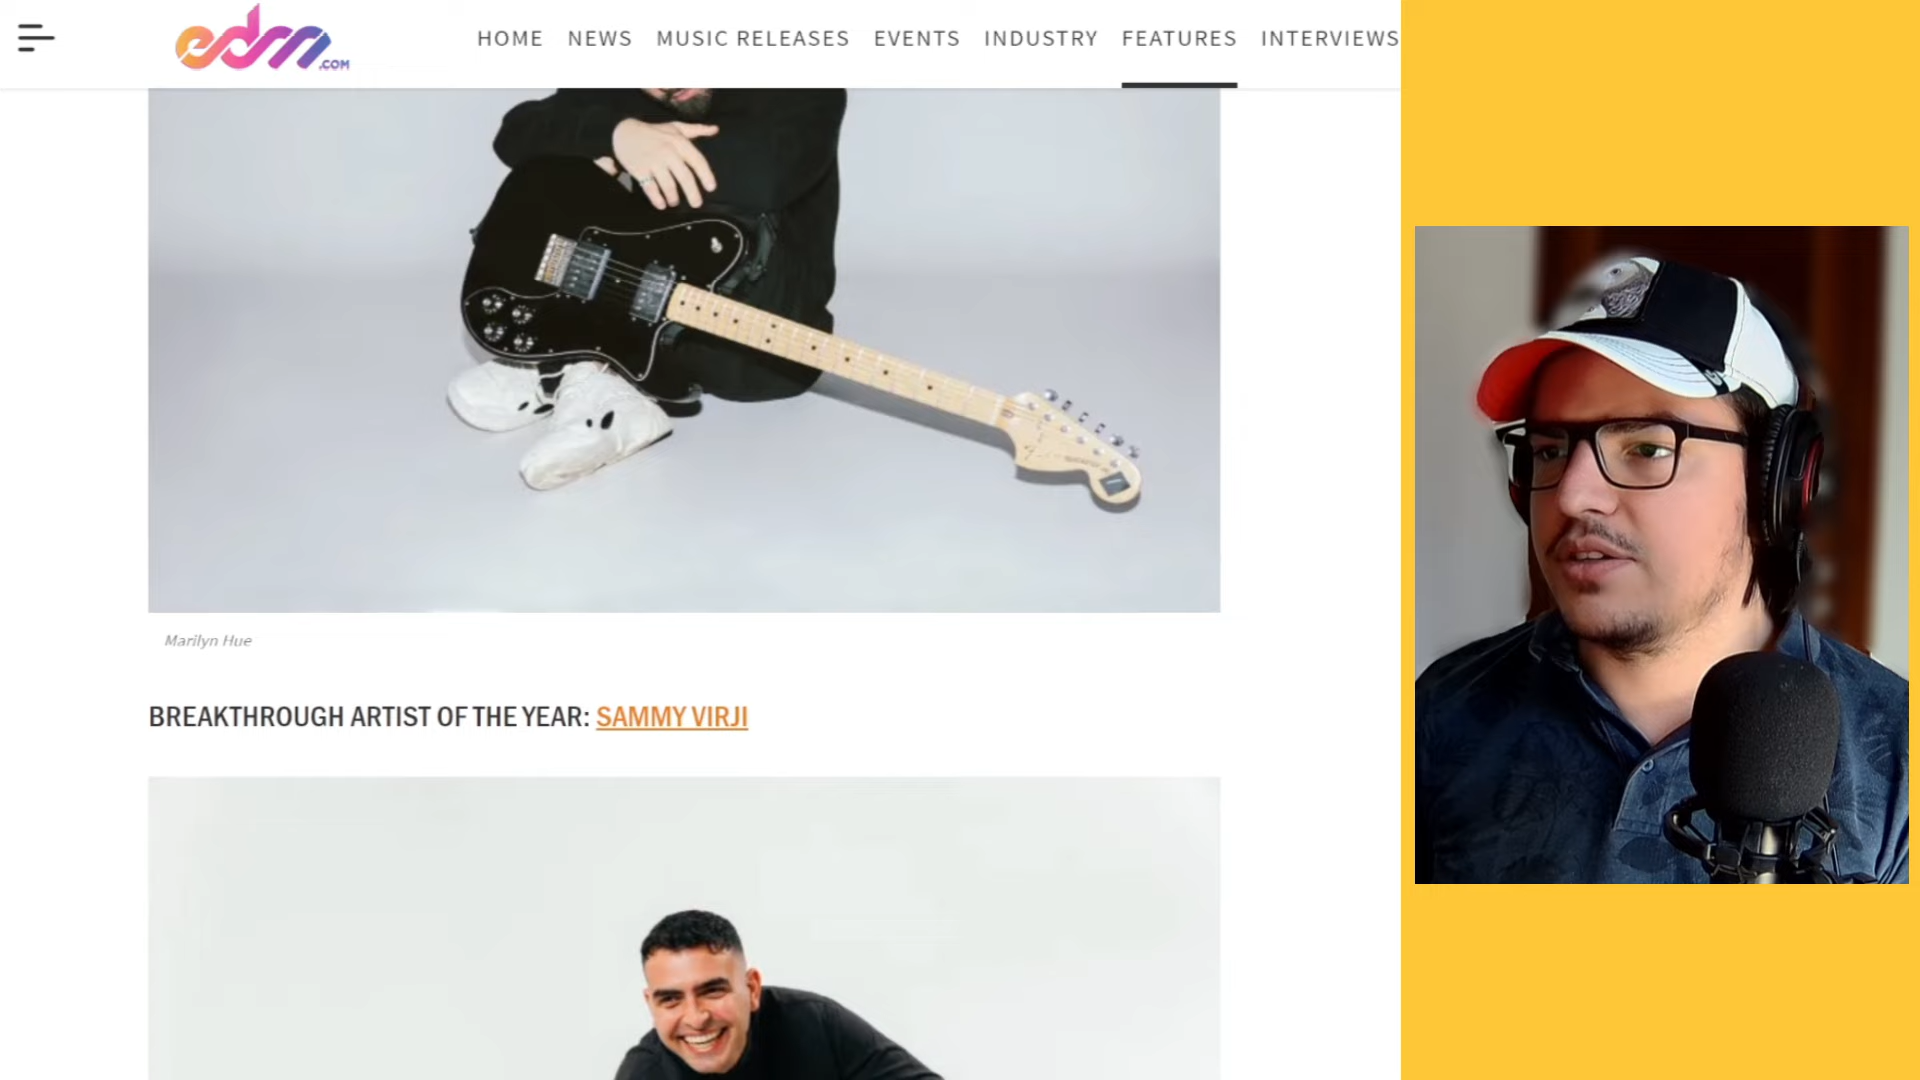 edm.com
HOME NEWS MUSIC RELEASES EVENTS INDUSTRY FEATURES INTERVIEWS
Marilyn Hue
BREAKTHROUGH ARTIST OF THE YEAR: SAMMY VIRJI